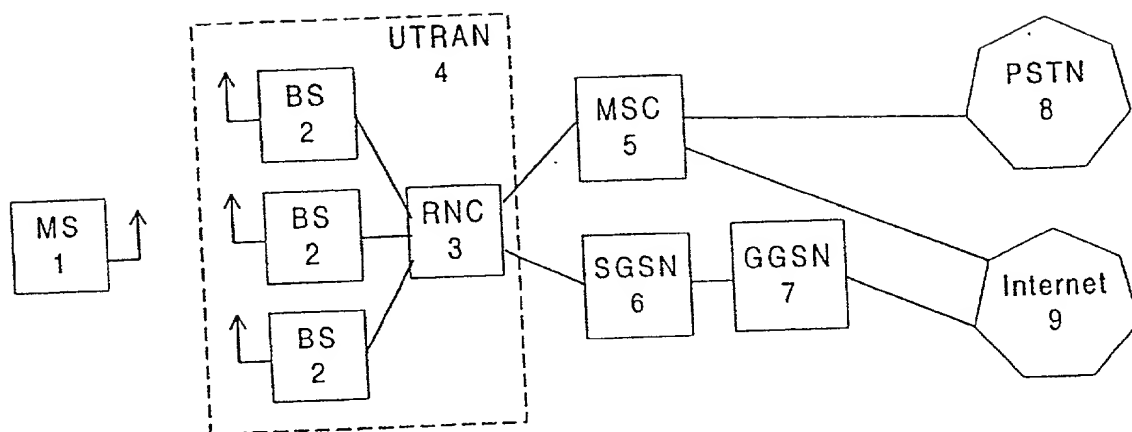 UTRAN
4
BS
2
BS
2
BS
2
MS
1
RNC
3
MSC
5
SGSN
6
GGSN
7
PSTN
8
Internet
9